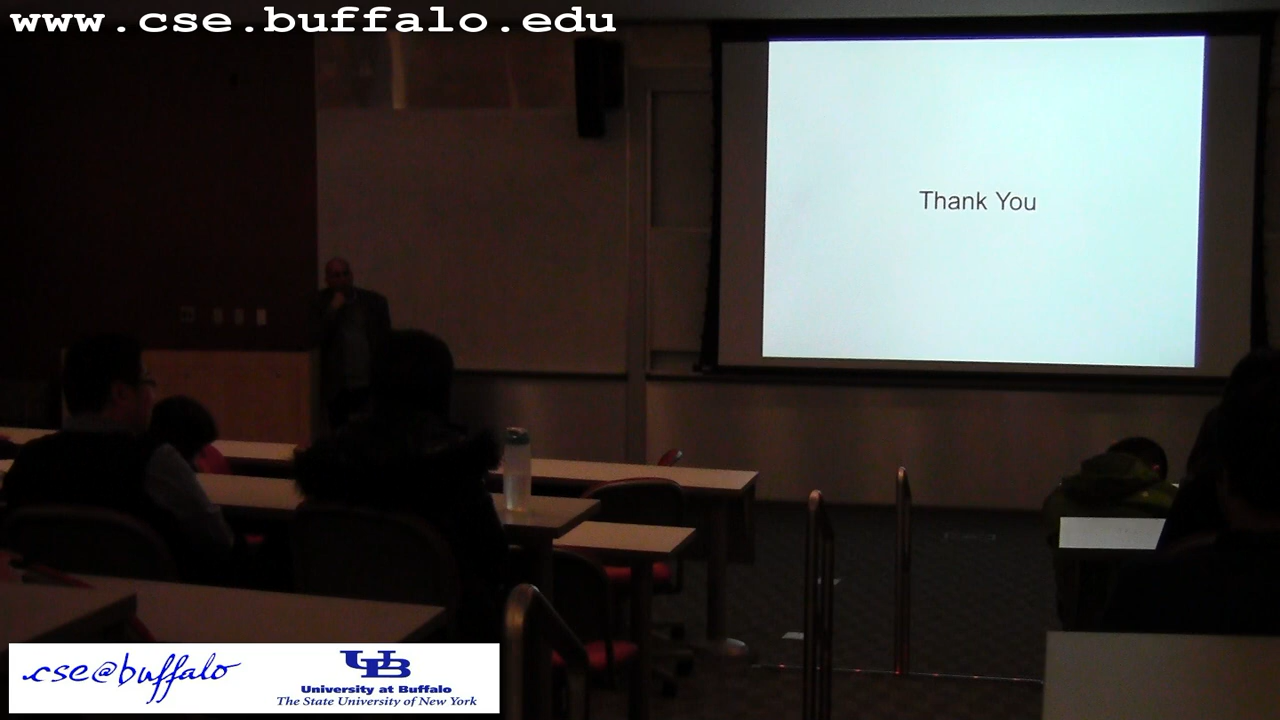 www.cse.buffalo.edu
Thank You
.cse@buffalo
UB
University at Buffalo
The State University of New York